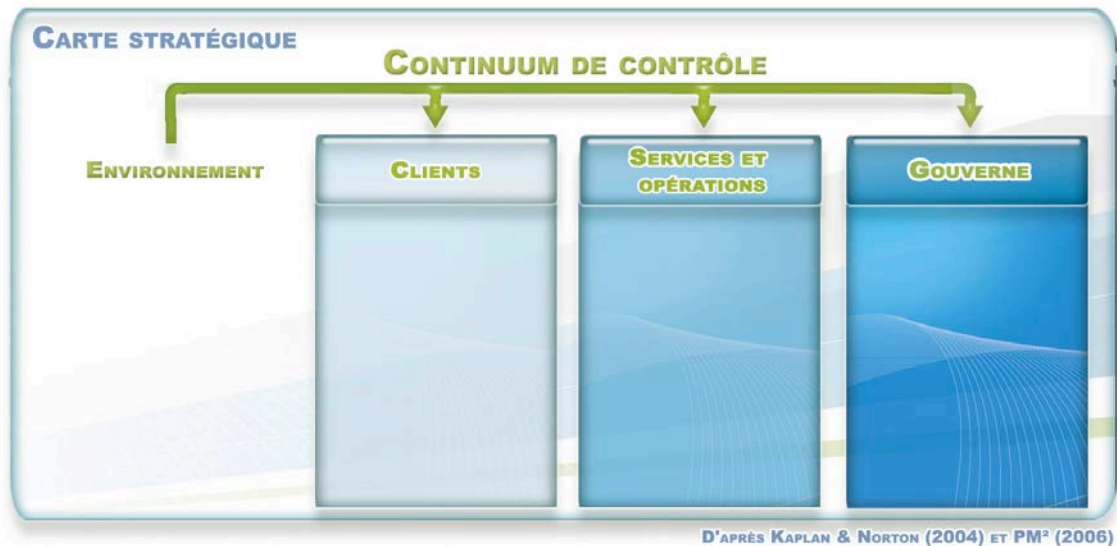 CARTE STRATÉGIQUE
CONTINUUM DE CONTRÔLE
ENVIRONNEMENT
CLIENTS
SERVICES ET
OPÉRATIONS
GOUVERNE
D'APRÈS KAPLAN & NORTON (2004) ET PM² (2006)